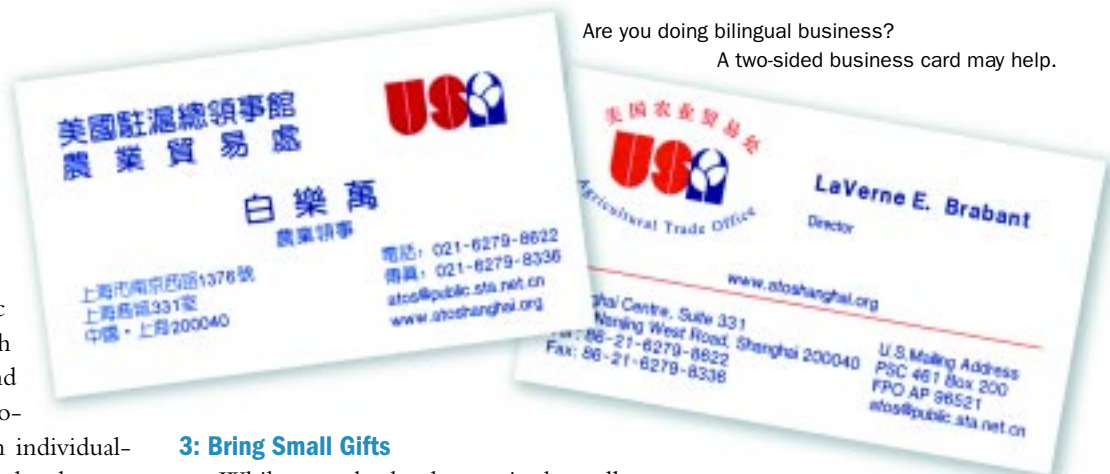 Are you doing bilingual business?
A two-sided business card may help.
美國駐滬總領事館
農業貿易處
USA
白樂萬
農業領事
上海市南京西路1376號
上海商城331室
中國·上海200040
電話: 021-6279-8622
傳真: 021-6279-8336
atos@public.sta.net.cn
www.atoshanghai.org
美国农业贸易处
USA
Agricultural Trade Office
LaVerne E. Brabant
Director
www.atoshanghai.org
Centre, Suite 331
West Road, Shanghai 200040
86-21-6279-8622
Fax: 86-21-6279-8336
U.S.Mailing Address
PSC 461 Box 200
FPO AP 96521
atos@public.sta.net.cn
individual-
3: Bring Small Gifts